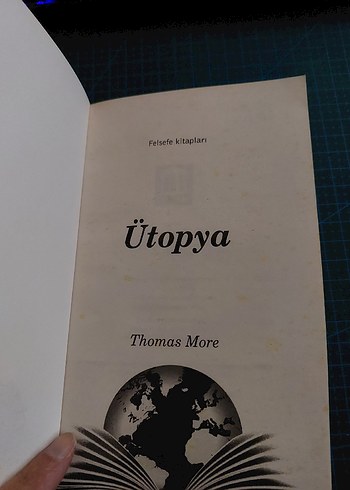 Felsefe kitapları
Ütopya
Thomas More